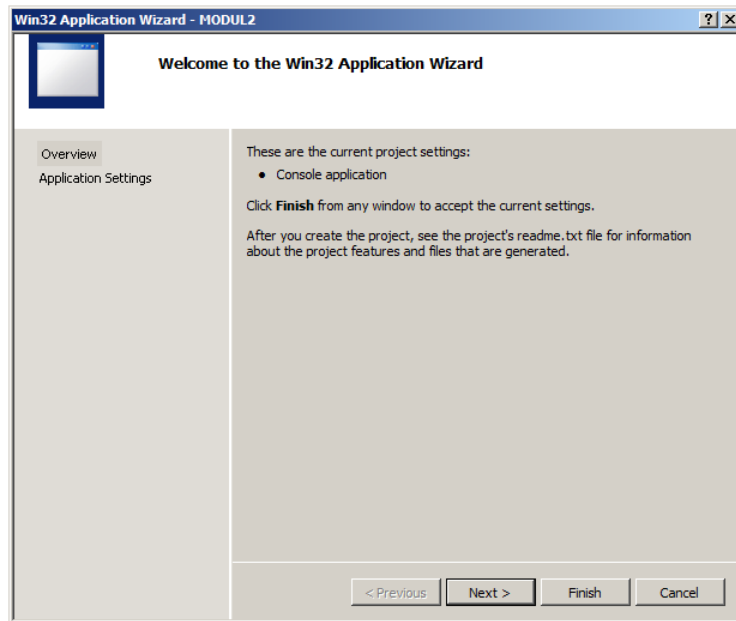 Win32 Application Wizard - MODUL2
Welcome to the Win32 Application Wizard
Overview
Application Settings
These are the current project settings:
• Console application
Click Finish from any window to accept the current settings.
After you create the project, see the project's readme.txt file for information
about the project features and files that are generated.
< Previous
Next >
Finish
Cancel